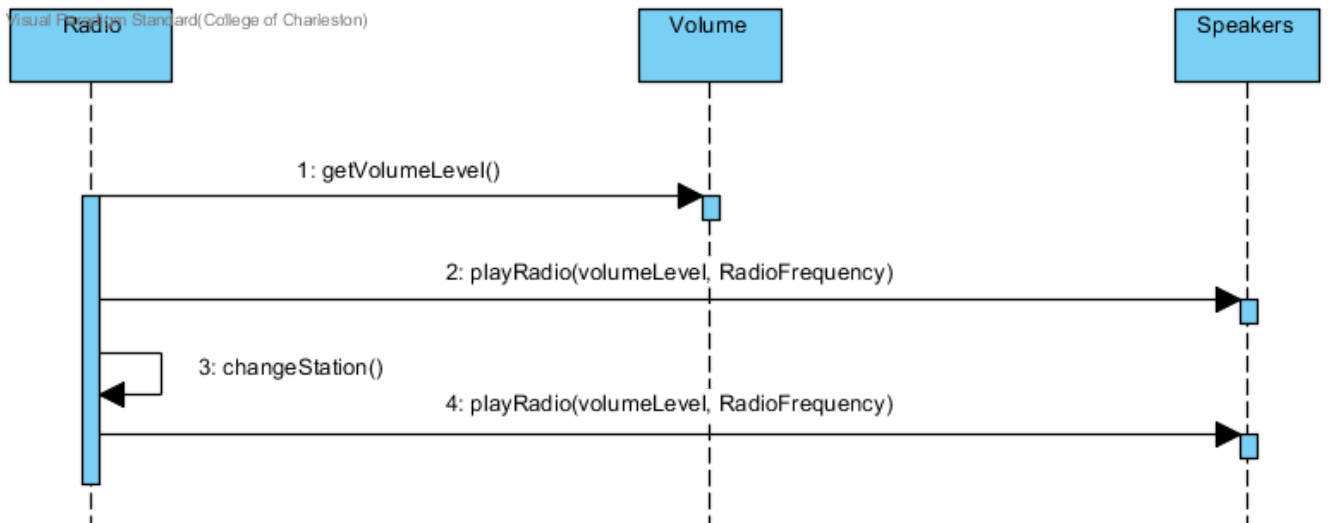 Visual Paradigm Standard(College of Charleston)
Radio
Volume
Speakers
1: getVolumeLevel()
2: playRadio(volumeLevel, RadioFrequency)
3: changeStation()
4: playRadio(volumeLevel, RadioFrequency)